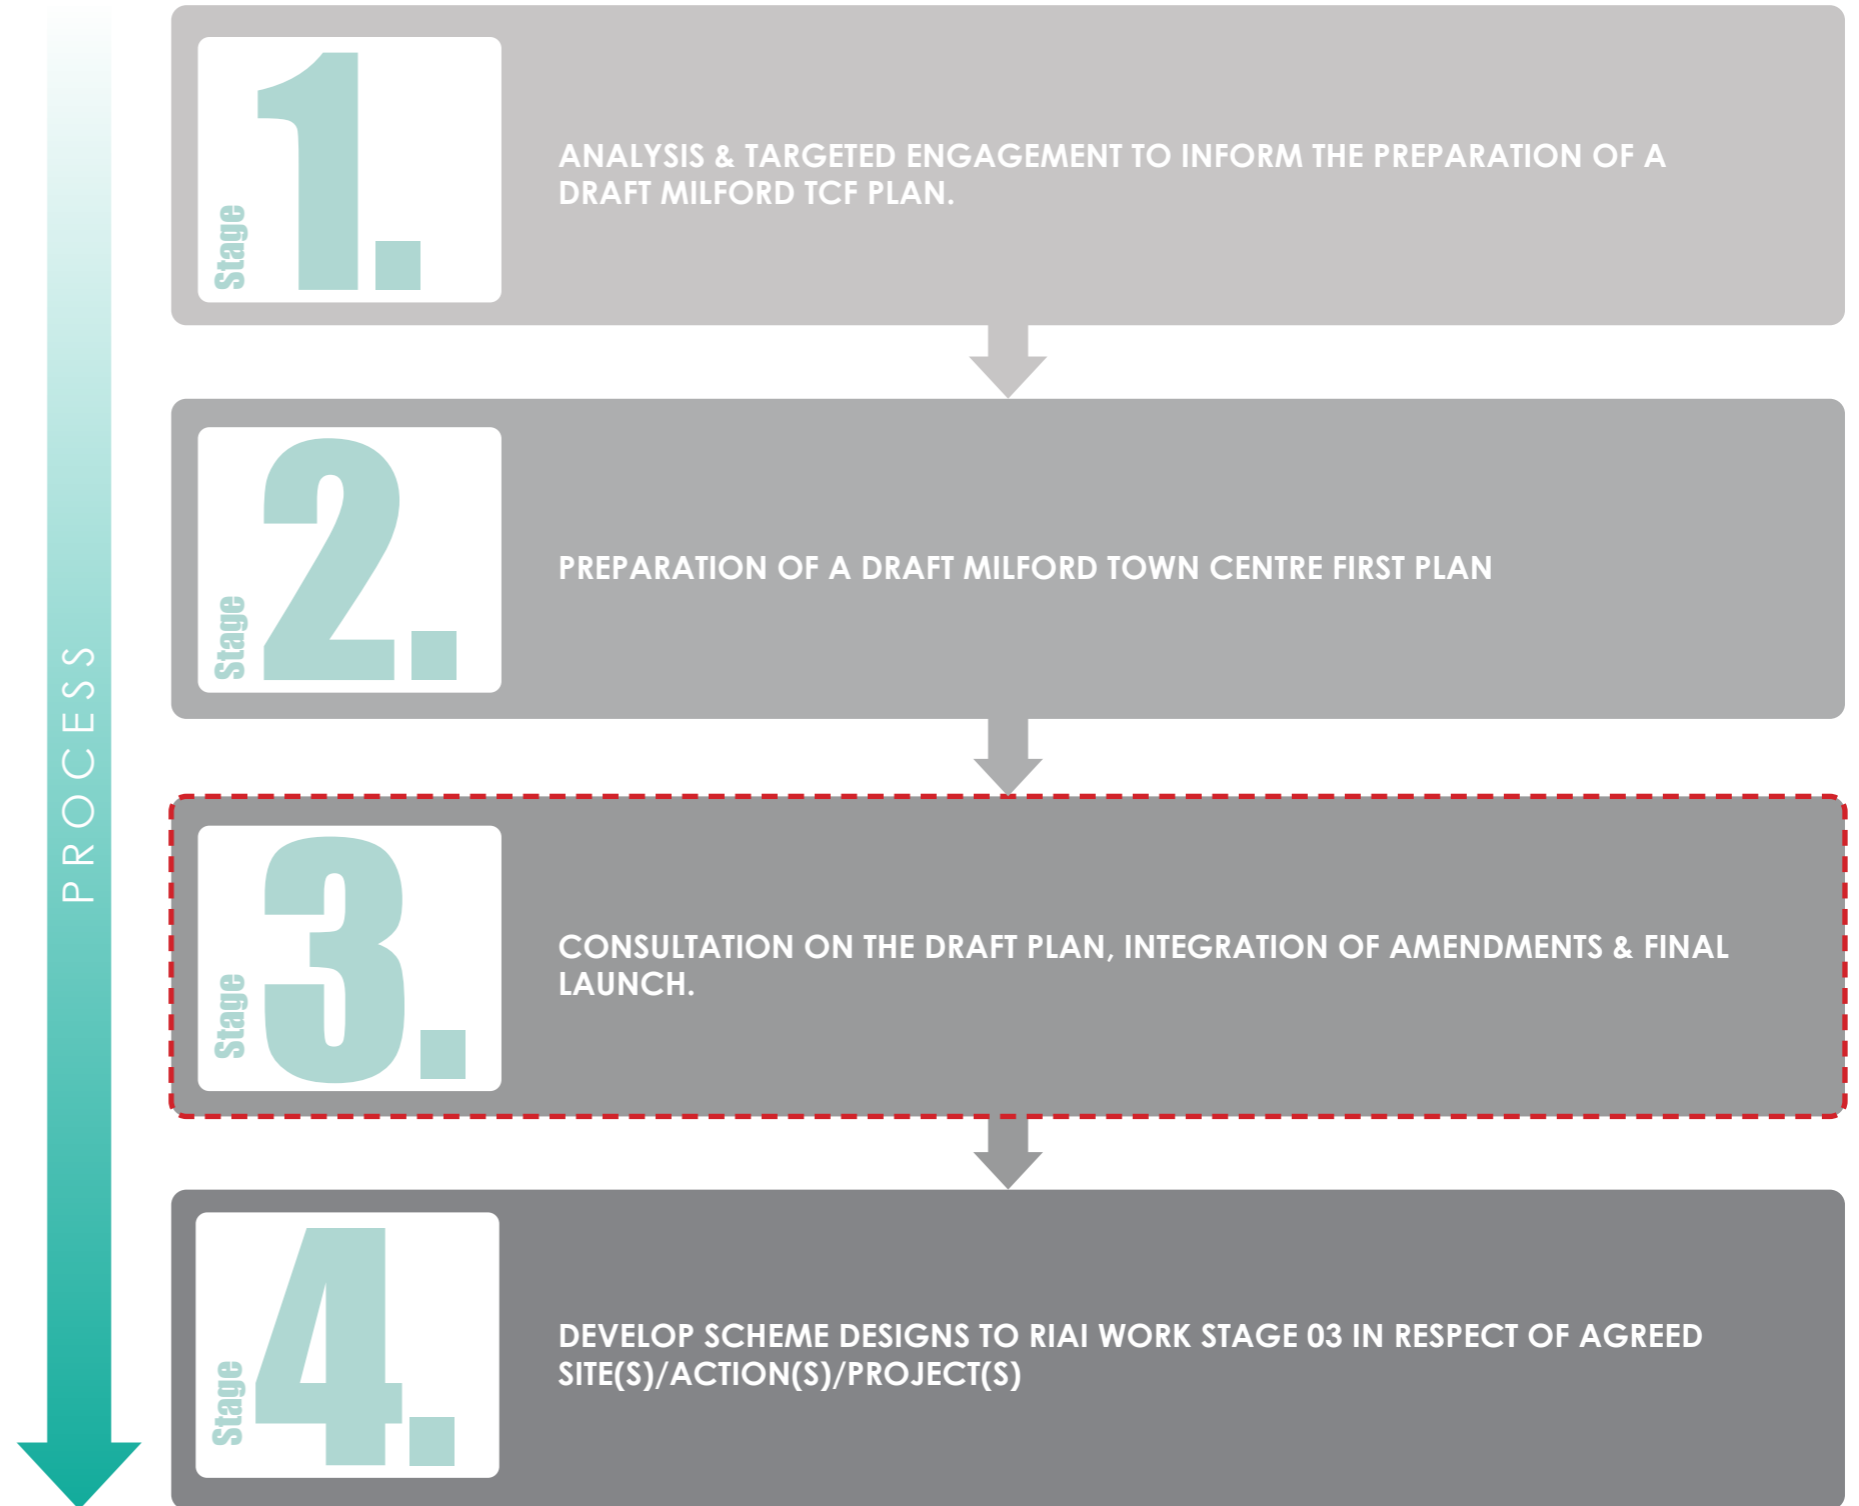 PROCESS
Stage
1.
ANALYSIS & TARGETED ENGAGEMENT TO INFORM THE PREPARATION OF A
DRAFT MILFORD TCF PLAN.
Stage
2.
PREPARATION OF A DRAFT MILFORD TOWN CENTRE FIRST PLAN
Stage
3.
CONSULTATION ON THE DRAFT PLAN, INTEGRATION OF AMENDMENTS & FINAL
LAUNCH.
Stage
4.
DEVELOP SCHEME DESIGNS TO RIAI WORK STAGE 03 IN RESPECT OF AGREED
SITE(S)/ACTION(S)/PROJECT(S)